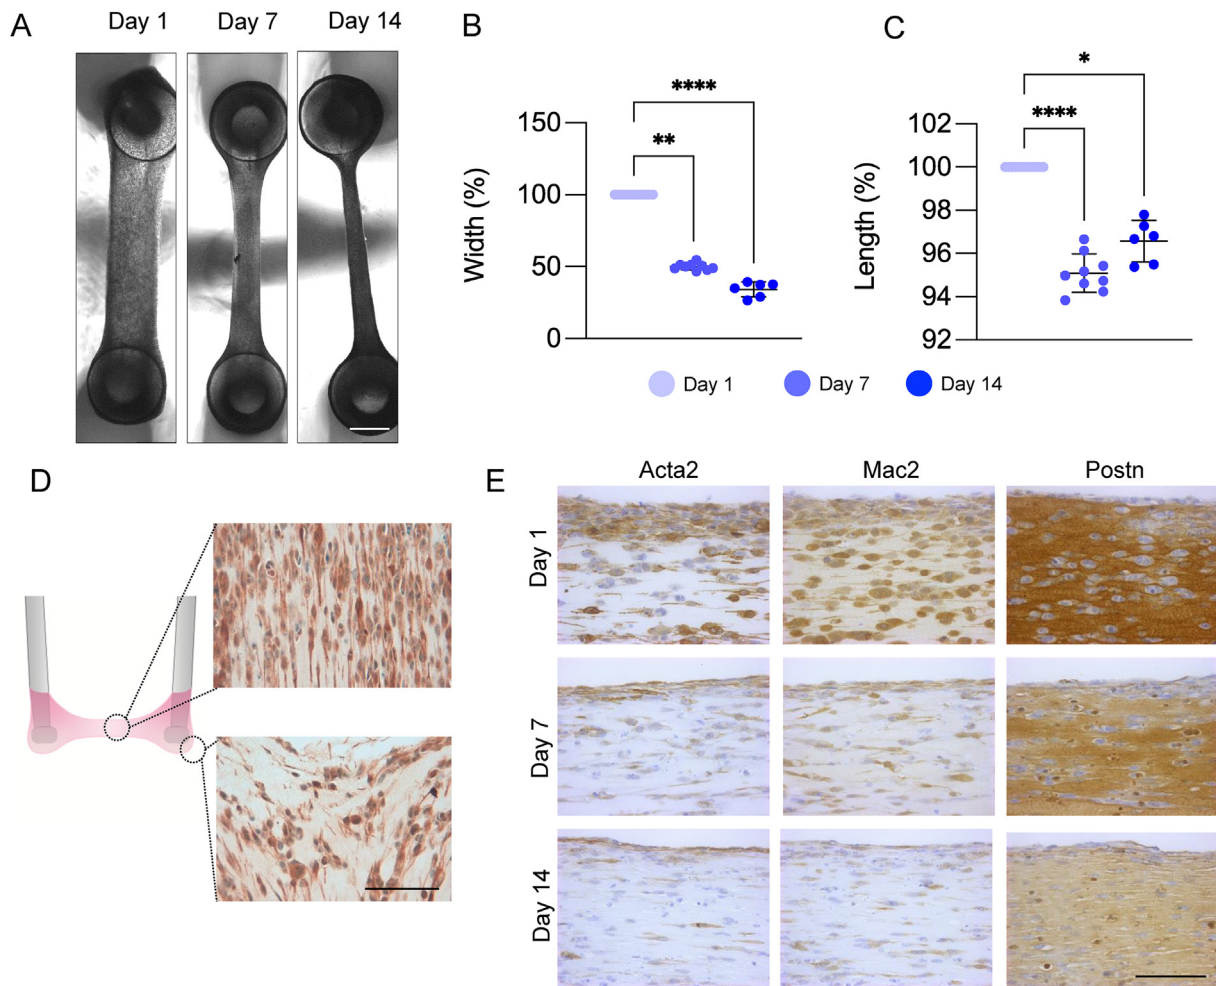 A
Day 1 Day 7 Day 14
B
****
**
150
100
50
0
Width (%)
C
*
****
102
100
98
96
94
92
Length (%)
Day 1 Day 7 Day 14
D
E
Acta2 Mac2 Postn
Day 1
Day 7
Day 14